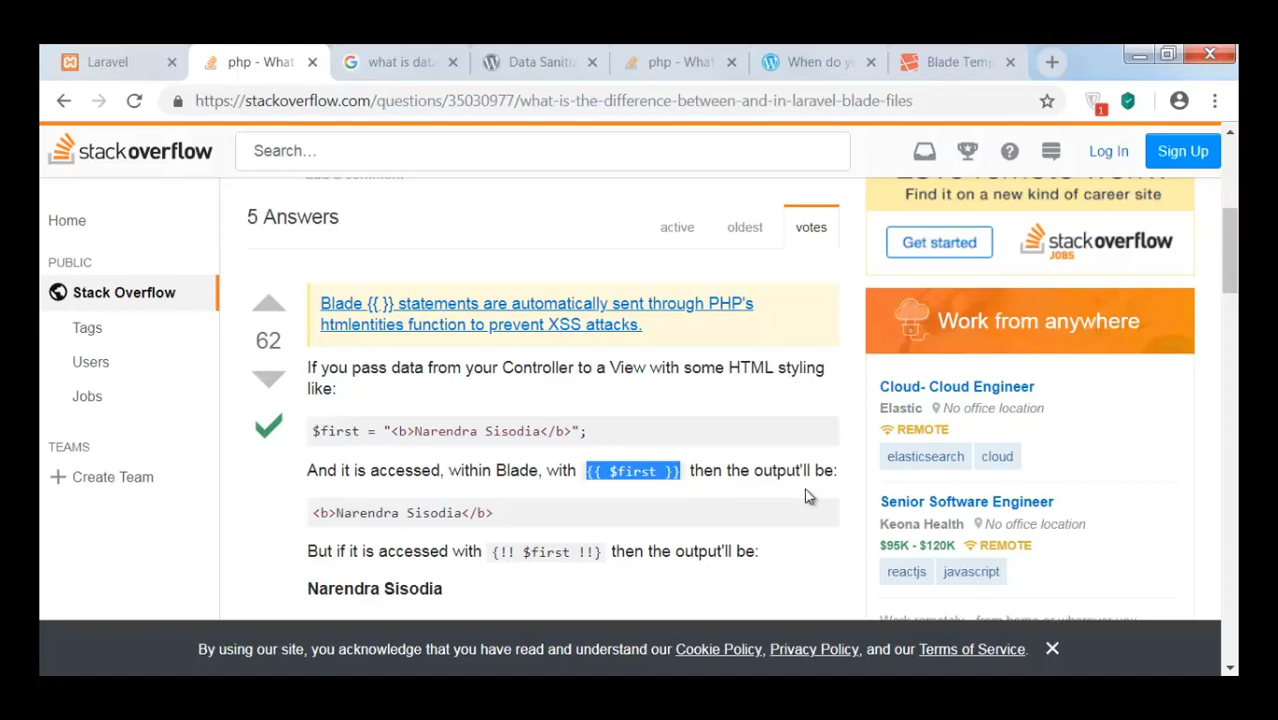 Laravel
php - What
what is data
Data Saniti
php - What
When do yo
Blade Temp
https://stackoverflow.com/questions/35030977/what-is-the-difference-between-and-in-laravel-blade-files
1
stackoverflow
Search...
Log In
Sign Up
Home
PUBLIC
Stack Overflow
Tags
Users
Jobs
TEAMS
Create Team
5 Answers
active
oldest
votes
62
Blade {{ }} statements are automatically sent through PHP's
htmlentities function to prevent XSS attacks.
If you pass data from your Controller to a View with some HTML styling
like:
$first = "<b>Narendra Sisodia</b>";
And it is accessed, within Blade, with {{ $first }} then the output'll be:
<b>Narendra Sisodia</b>
But if it is accessed with {!! $first !!} then the output'll be:
Narendra Sisodia
Find it on a new kind of career site
Get started
stackoverflow
JOBS
Work from anywhere
Cloud- Cloud Engineer
Elastic No office location
REMOTE
elasticsearch cloud
Senior Software Engineer
Keona Health No office location
$95K - $120K REMOTE
reactjs javascript
By using our site, you acknowledge that you have read and understand our Cookie Policy, Privacy Policy, and our Terms of Service.